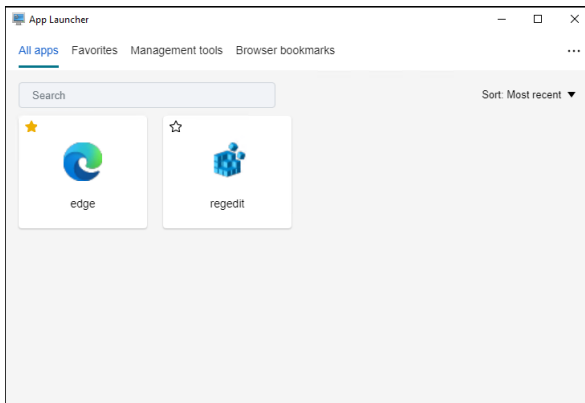 App Launcher
All apps Favorites Management tools Browser bookmarks
Search
Sort: Most recent
edge
regedit